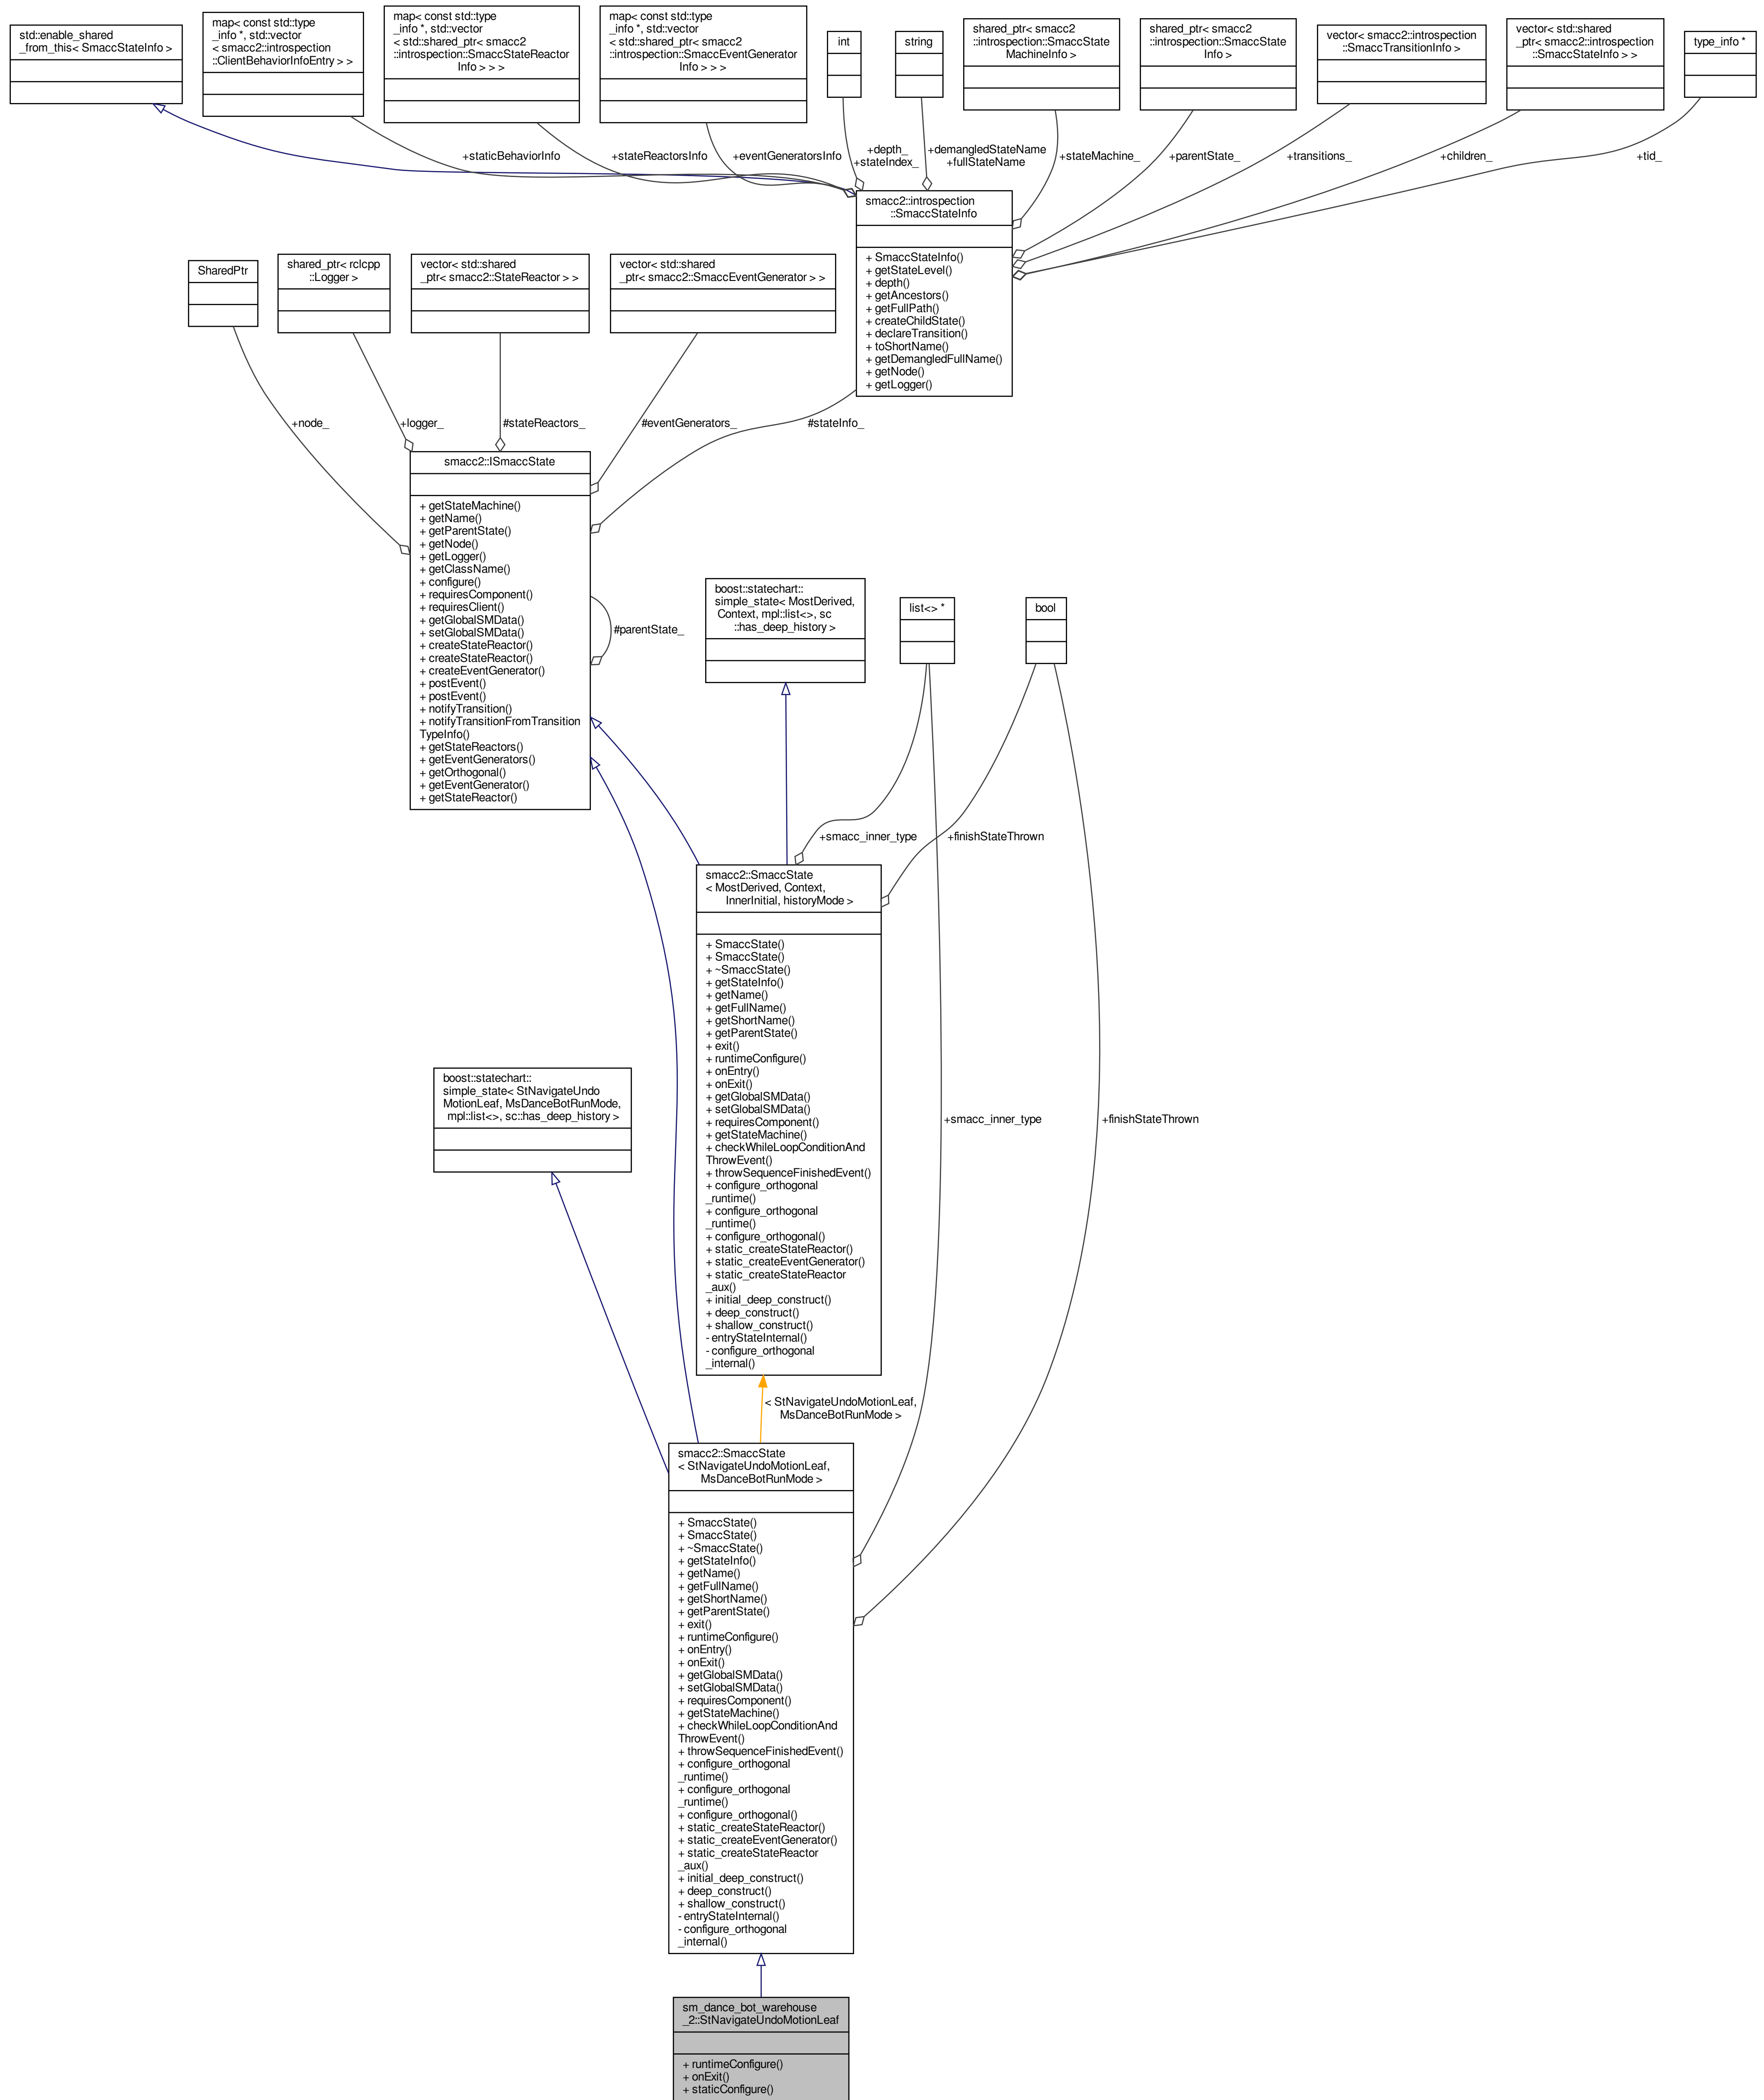 std::enable_shared
_from_this< SmaccStateInfo >
map< const std::type
_info *, std::vector
< smacc2::introspection
::ClientBehaviorInfoEntry > >
map< const std::type
_info *, std::vector
< std::shared_ptr< smacc2
::introspection::SmaccStateReactor
Info > > >
map< const std::type
_info *, std::vector
< std::shared_ptr< smacc2
::introspection::SmaccEventGenerator
Info > > >
int
string
shared_ptr< smacc2
::introspection::SmaccState
MachineInfo >
shared_ptr< smacc2
::introspection::SmaccState
Info >
vector< smacc2::introspection
::SmaccTransitionInfo >
vector< std::shared
_ptr< smacc2::introspection
::SmaccStateInfo > >
type_info *
+staticBehaviorInfo
+stateReactorsInfo
+eventGeneratorsInfo
+depth_
+stateIndex_
+demangledStateName
+fullStateName
+stateMachine_
+parentState_
+transitions_
+children_
+tid_
smacc2::introspection
::SmaccStateInfo
+ SmaccStateInfo()
+ getStateLevel()
+ depth()
+ getAncestors()
+ getFullPath()
+ createChildState()
+ declareTransition()
+ toShortName()
+ getDemangledFullName()
+ getNode()
+ getLogger()
SharedPtr
shared_ptr< rclcpp
::Logger >
vector< std::shared
_ptr< smacc2::StateReactor > >
vector< std::shared
_ptr< smacc2::SmaccEventGenerator > >
+node_
+logger_
#stateReactors_
#eventGenerators_
#stateInfo_
smacc2::ISmaccState
+ getStateMachine()
+ getName()
+ getParentState()
+ getNode()
+ getLogger()
+ getClassName()
+ configure()
+ requiresComponent()
+ requiresClient()
+ getGlobalSMData()
+ setGlobalSMData()
+ createStateReactor()
+ createStateReactor()
+ createEventGenerator()
+ postEvent()
+ postEvent()
+ notifyTransition()
+ notifyTransitionFromTransition
TypeInfo()
+ getStateReactors()
+ getEventGenerators()
+ getOrthogonal()
+ getEventGenerator()
+ getStateReactor()
#parentState_
boost::statechart::
simple_state< MostDerived,
Context, mpl::list<>, sc
::has_deep_history >
list<> *
bool
+smacc_inner_type
+finishStateThrown
smacc2::SmaccState
< MostDerived, Context,
InnerInitial, historyMode >
+ SmaccState()
+ SmaccState()
+ ~SmaccState()
+ getStateInfo()
+ getName()
+ getFullName()
+ getShortName()
+ getParentState()
+ exit()
+ runtimeConfigure()
+ onEntry()
+ onExit()
+ getGlobalSMData()
+ setGlobalSMData()
+ requiresComponent()
+ getStateMachine()
+ checkWhileLoopConditionAnd
ThrowEvent()
+ throwSequenceFinishedEvent()
+ configure_orthogonal
_runtime()
+ configure_orthogonal
_runtime()
+ configure_orthogonal()
+ static_createStateReactor()
+ static_createEventGenerator()
+ static_createStateReactor
_aux()
+ initial_deep_construct()
+ deep_construct()
+ shallow_construct()
- entryStateInternal()
- configure_orthogonal
_internal()
boost::statechart::
simple_state< StNavigateUndo
MotionLeaf, MsDanceBotRunMode,
mpl::list<>, sc::has_deep_history >
+smacc_inner_type
+finishStateThrown
< StNavigateUndoMotionLeaf,
MsDanceBotRunMode >
smacc2::SmaccState
< StNavigateUndoMotionLeaf,
MsDanceBotRunMode >
+ SmaccState()
+ SmaccState()
+ ~SmaccState()
+ getStateInfo()
+ getName()
+ getFullName()
+ getShortName()
+ getParentState()
+ exit()
+ runtimeConfigure()
+ onEntry()
+ onExit()
+ getGlobalSMData()
+ setGlobalSMData()
+ requiresComponent()
+ getStateMachine()
+ checkWhileLoopConditionAnd
ThrowEvent()
+ throwSequenceFinishedEvent()
+ configure_orthogonal
_runtime()
+ configure_orthogonal
_runtime()
+ configure_orthogonal()
+ static_createStateReactor()
+ static_createEventGenerator()
+ static_createStateReactor
_aux()
+ initial_deep_construct()
+ deep_construct()
+ shallow_construct()
- entryStateInternal()
- configure_orthogonal
_internal()
sm_dance_bot_warehouse
_2::StNavigateUndoMotionLeaf
+ runtimeConfigure()
+ onExit()
+ staticConfigure()